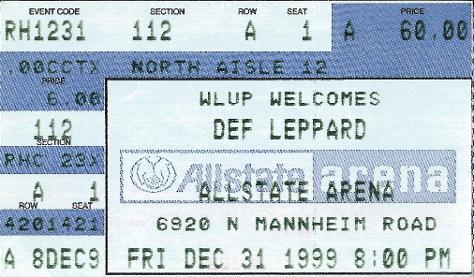 EVENT CODE SECTION ROW SEAT PRICE
RH1231 112 A 1 A 60.00
.00CCTX NORTH AISLE 12
PRICE
6.00
WLUP WELCOMES
112
DEF LEPPARD
SECTION
RHC 23X
Allstate arena
A 1
ALLSTATE ARENA
ROW SEAT
4201421
6920 N MANNHEIM ROAD
A 8DEC9
FRI DEC 31 1999 8:00 PM